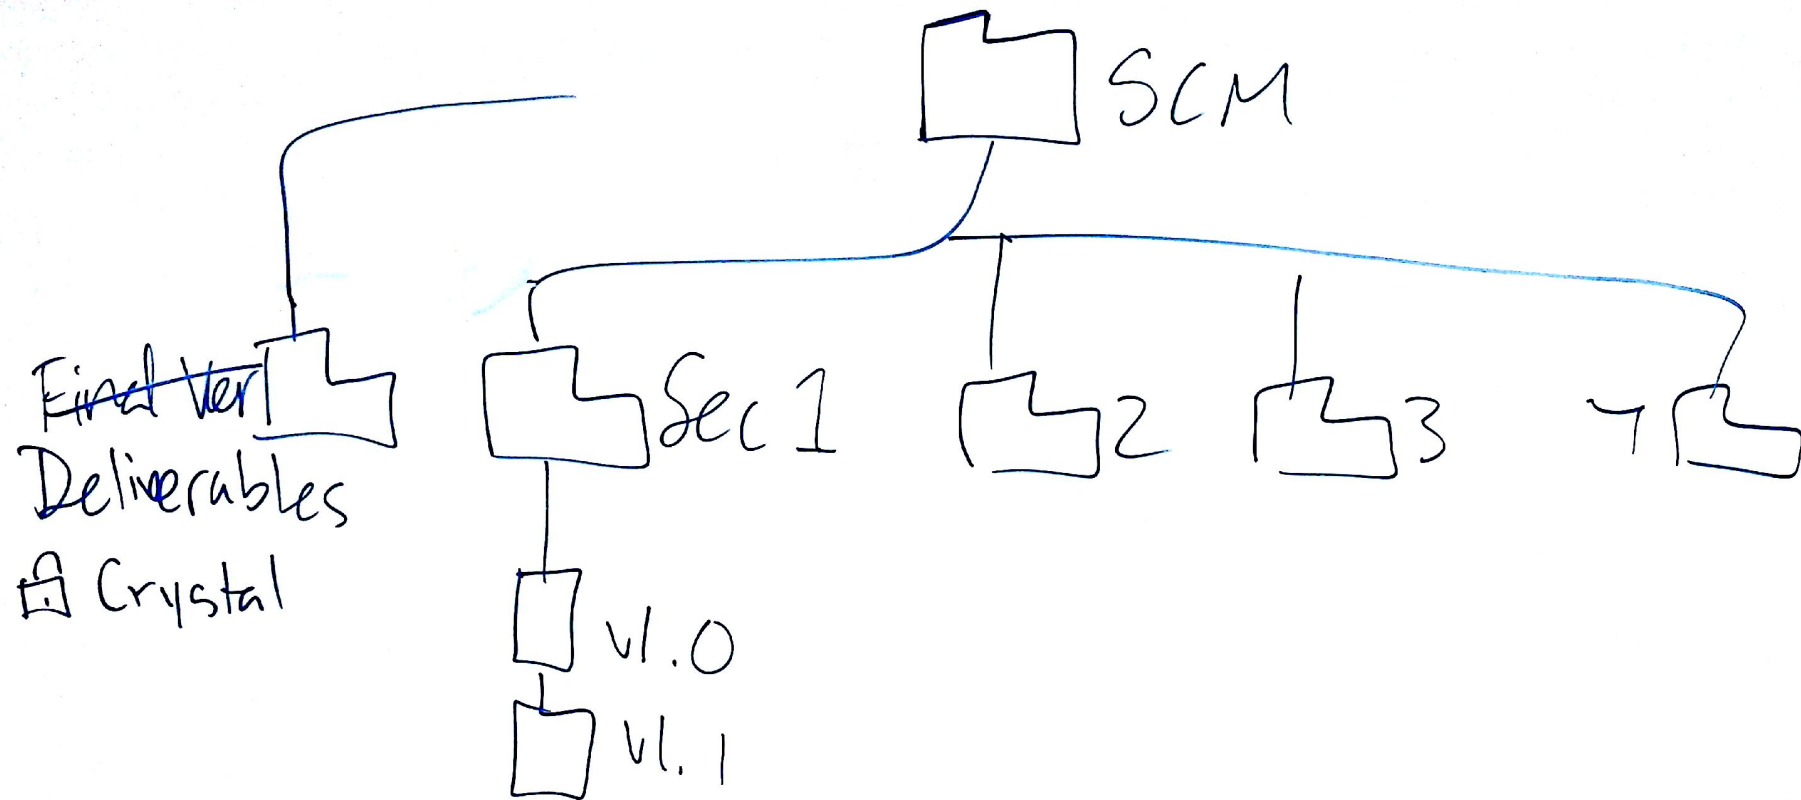 SCM
Final Ver
Deliverables
Crystal
Sec 1
2
3
4
v1.0
v1.1